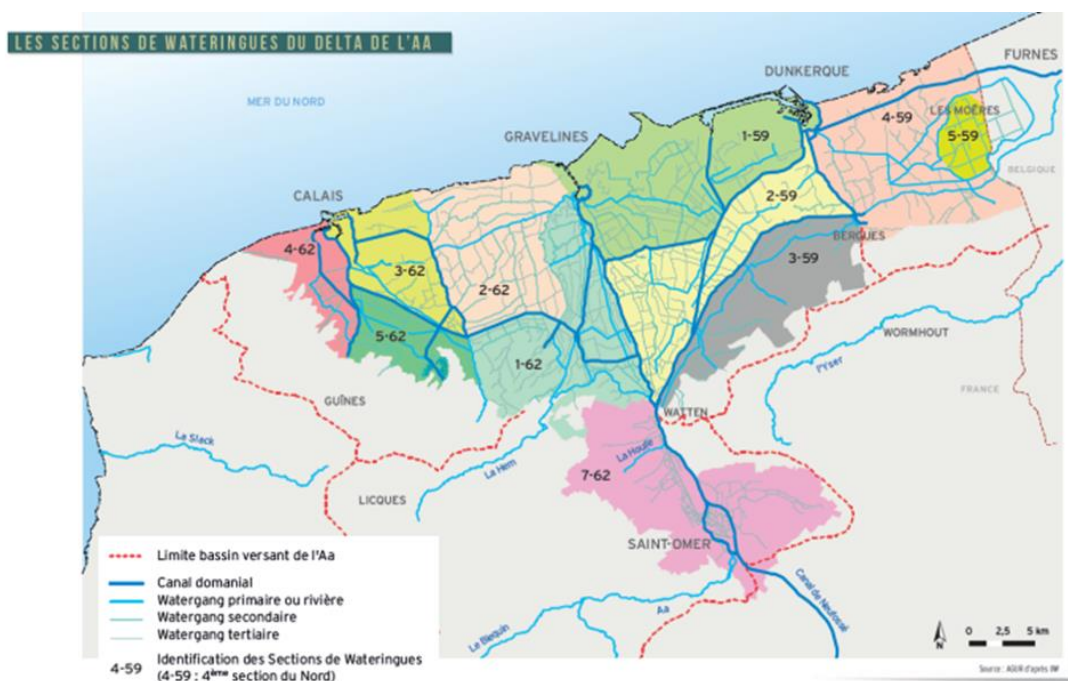 LES SECTIONS DE WATERINGUES DU DELTA DE L'AA
FURNES
DUNKERQUE
MER DU NORD
LES MOËRES
4-59
GRAVELINES
1-59
5-59
BELGIQUE
CALAIS
2-59
4-62
BERGUES
3-62
3-59
2-62
WORMHOUT
5-62
1-62
l'Yser
FRANCE
GUÎNES
WATTEN
La Slack
La Houlle
La Hem
7-62
LICQUES
SAINT-OMER
Limite bassin versant de l'Aa
Canal domanial
Watergang primaire ou rivière
Watergang secondaire
Watergang tertiaire
4-59 Identification des Sections de Wateringues
(4-59 : 4ème section du Nord)
Aa
Le Bléquin
Canal de Neufossé
N
0 2,5 5 km
Source : AGUR d'après IIW